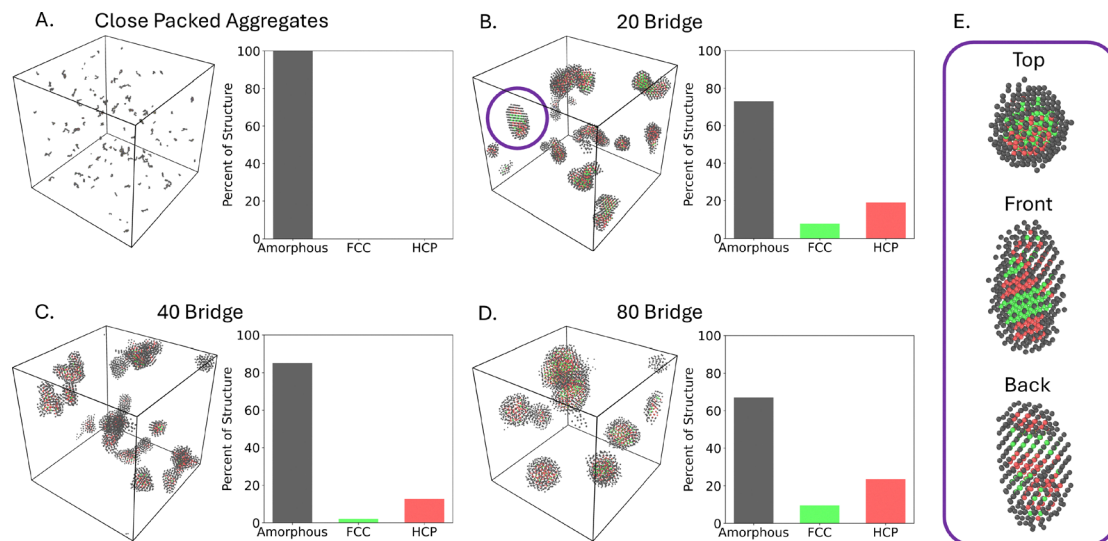 A. Close Packed Aggregates
100
80
60
40
20
0
Percent of Structure
Amorphous FCC HCP
B. 20 Bridge
100
80
60
40
20
0
Percent of Structure
Amorphous FCC HCP
C. 40 Bridge
100
80
60
40
20
0
Percent of Structure
Amorphous FCC HCP
D. 80 Bridge
100
80
60
40
20
0
Percent of Structure
Amorphous FCC HCP
E.
Top
Front
Back